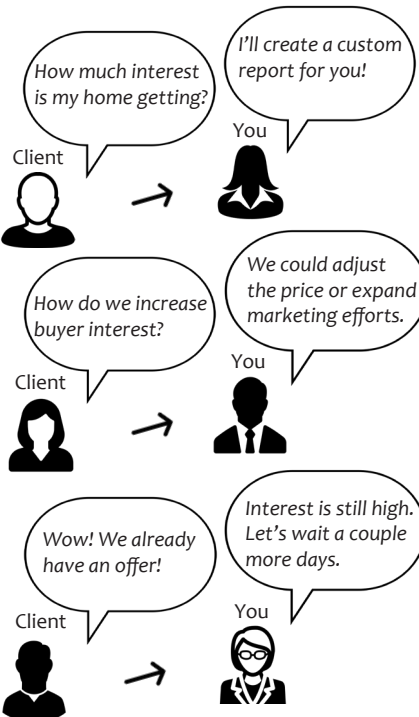 How much interest
is my home getting?
I'll create a custom
report for you!
Client
You
How do we increase
buyer interest?
We could adjust
the price or expand
marketing efforts.
Client
You
Wow! We already
have an offer!
Interest is still high.
Let's wait a couple
more days.
Client
You